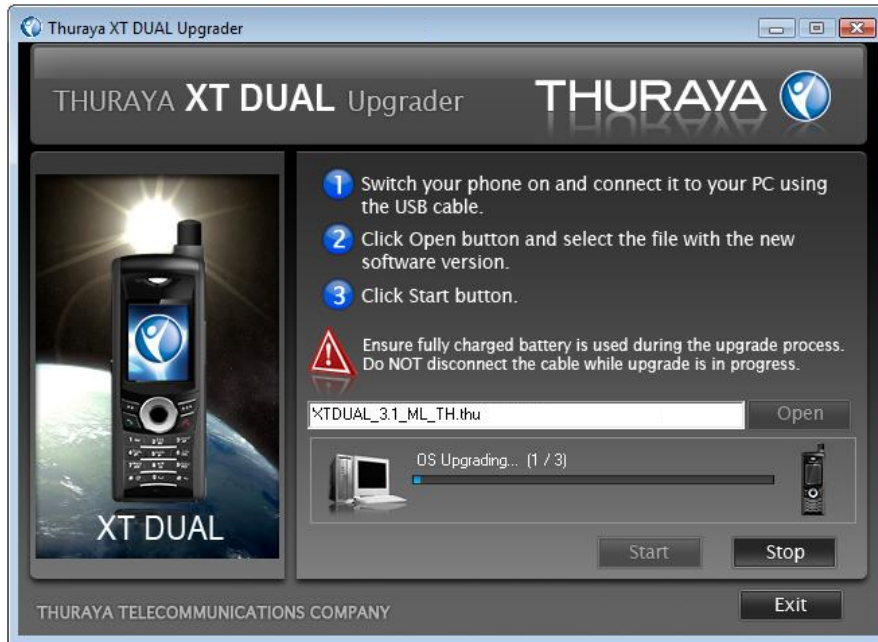 Thuraya XT DUAL Upgrader
THURAYA XT DUAL Upgrader
THURAYA
1 Switch your phone on and connect it to your PC using
the USB cable.
2 Click Open button and select the file with the new
software version.
3 Click Start button.
Ensure fully charged battery is used during the upgrade process.
Do NOT disconnect the cable while upgrade is in progress.
XTDUAL_3.1_ML_TH.thu
Open
OS Upgrading... (1 / 3)
XT DUAL
Start
Stop
THURAYA TELECOMMUNICATIONS COMPANY
Exit